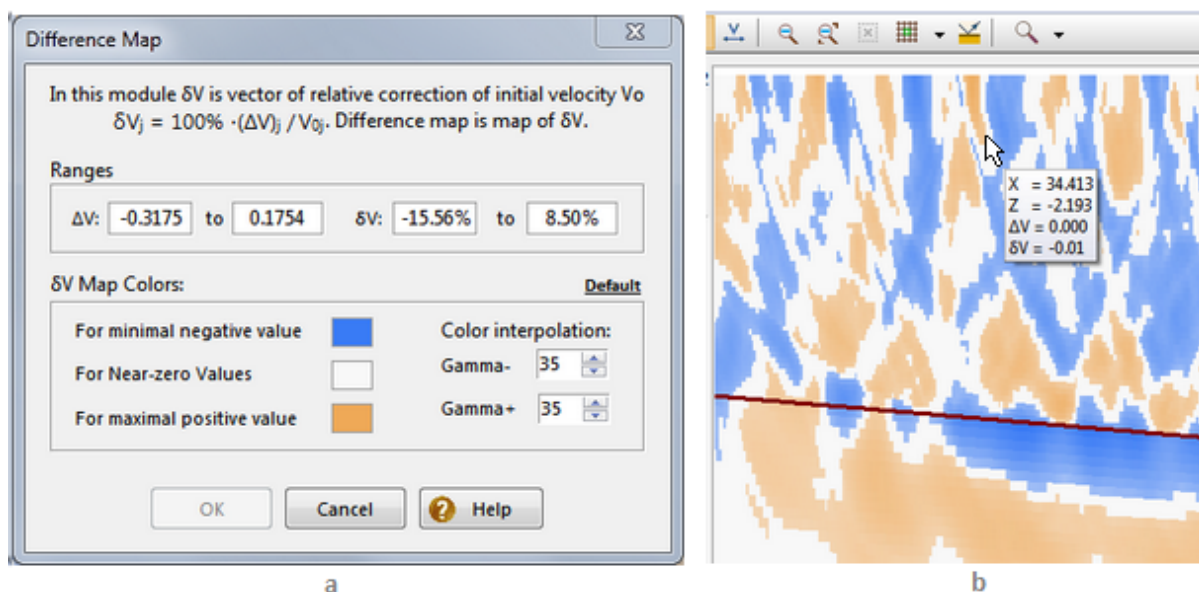 Difference Map
In this module δV is vector of relative correction of initial velocity Vo
δVj = 100% ·(ΔV)j / V0j. Difference map is map of δV.
Ranges
ΔV: -0.3175 to 0.1754 δV: -15.56% to 8.50%
δV Map Colors: Default
For minimal negative value Color interpolation:
Gamma- 35
For Near-zero Values
Gamma+ 35
For maximal positive value
OK Cancel Help
a
V
X = 34.413
Z = -2.193
ΔV = 0.000
δV = -0.01
b